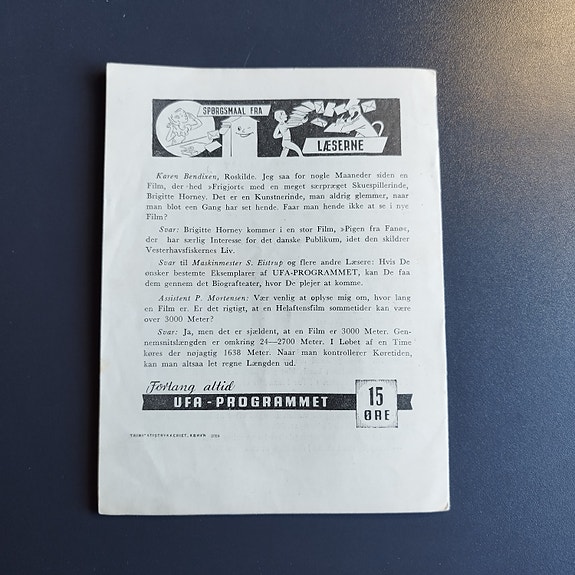 SPØRGSMAAL FRA
LÆSERNE
Karen Bendixen, Roskilde. Jeg saa for nogle Maaneder siden en
Film, der hed »Frigjort« med en meget særpræget Skuespillerinde,
Brigitte Horney. Det er en Kunstnerinde, man aldrig glemmer, naar
man blot een Gang har set hende. Faar man hende ikke at se i nye
Film?
Svar: Brigitte Horney kommer i en stor Film, »Pigen fra Fanø«,
der har særlig Interesse for det danske Publikum, idet den skildrer
Vesterhavsfiskernes Liv.
Svar til Maskinmester S. Eistrup og flere andre Læsere: Hvis De
ønsker bestemte Eksemplarer af UFA-PROGRAMMET, kan De faa
dem gennem det Biografteater, hvor De plejer at komme.
Assistent P. Mortensen: Vær venlig at oplyse mig om, hvor lang
en Film er. Er det rigtigt, at en Helaftensfilm sommetider kan være
over 3000 Meter?
Svar: Ja, men det er sjældent, at en Film er 3000 Meter. Gen-
nemsnitslængden er omkring 24—2700 Meter. I Løbet af en Time
køres der nøjagtig 1638 Meter. Naar man kontrollerer Køretiden,
kan man altsaa let regne Længden ud.
Forlang altid
UFA-PROGRAMMET
15
ØRE